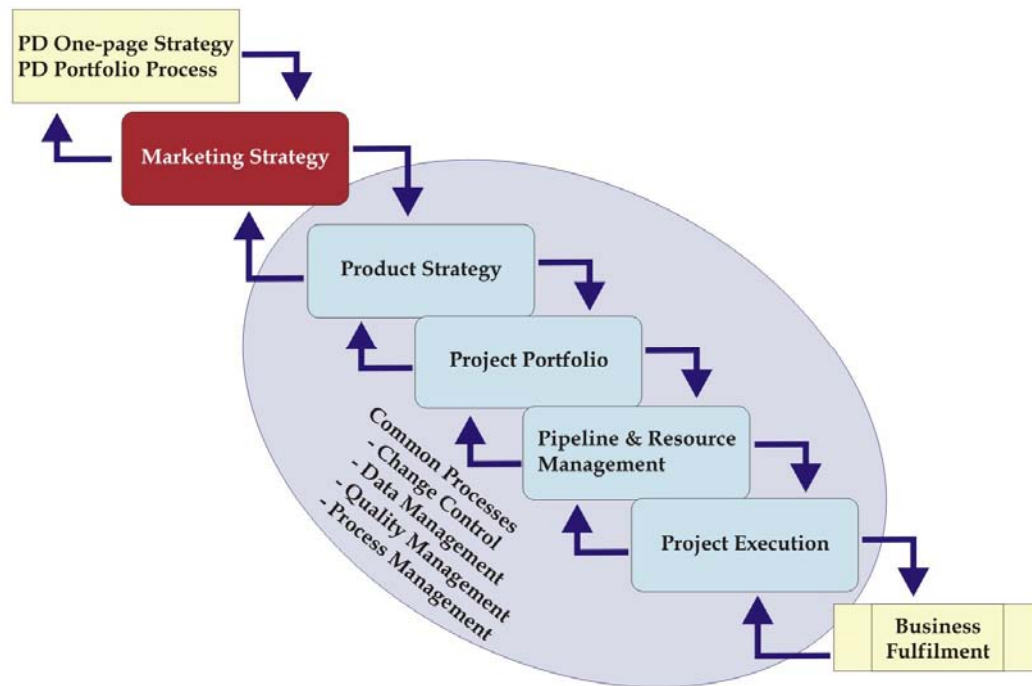 PD One-page Strategy
PD Portfolio Process
Marketing Strategy
Product Strategy
Project Portfolio
Pipeline & Resource
Management
Project Execution
Business
Fulfilment
Common Processes
- Change Control
- Data Management
- Quality Management
- Process Management